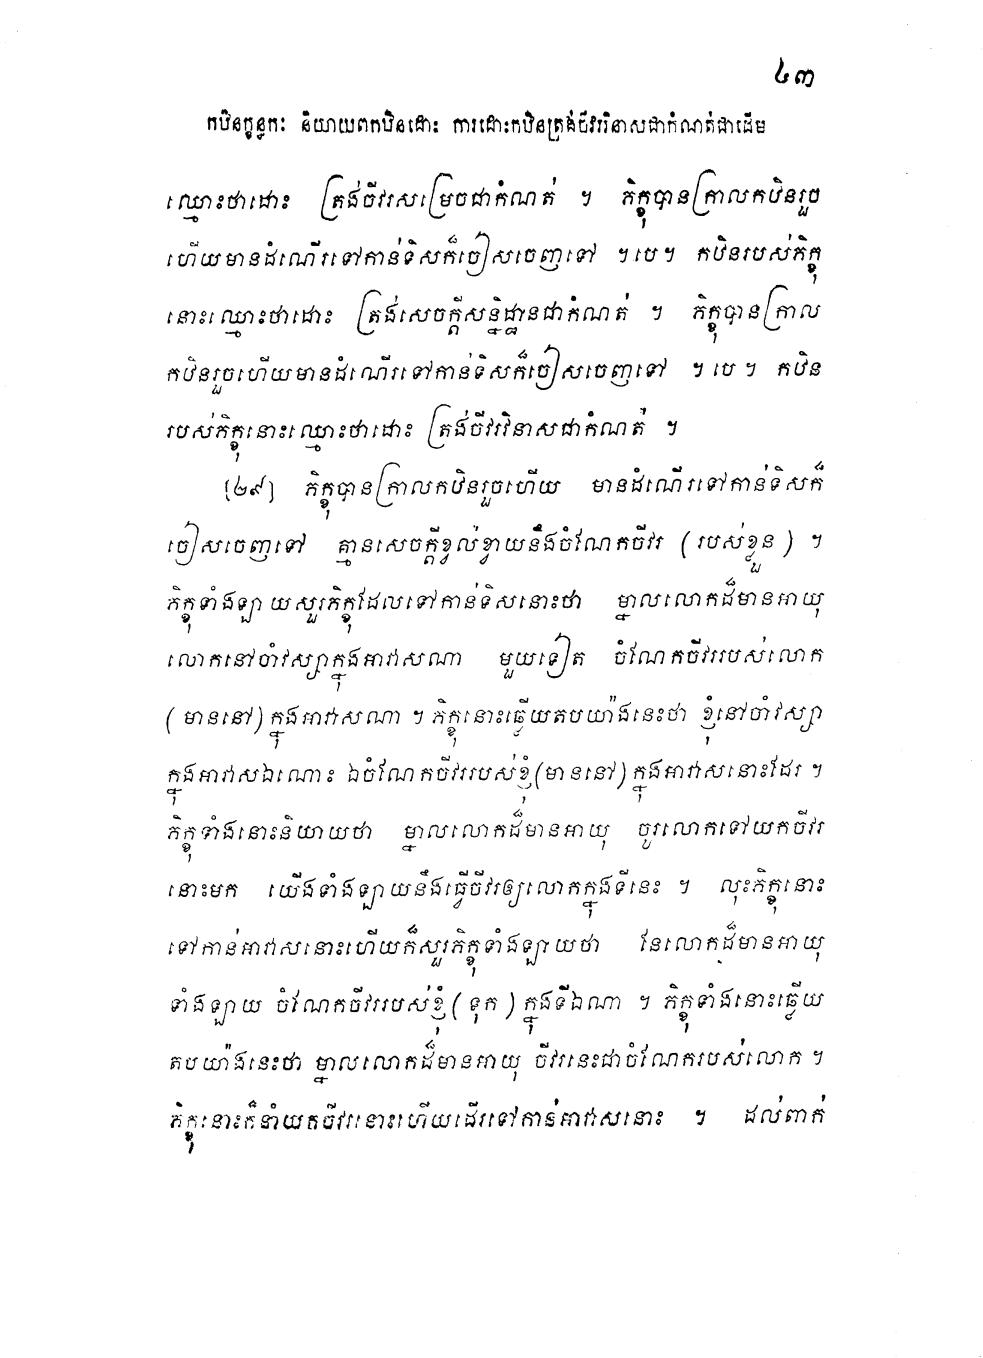 ៤៣
កឋិនក្ខន្ធកៈ និយាយពកឋិនដោះ ការដោះកឋិនត្រង់ចីវរវិនាសជាកំណត់ជាដើម
ឈ្មោះថាដោះ ត្រង់ចីវរសម្រេចជាកំណត់ ។ ភិក្ខុបានក្រាលកឋិនរួច
ហើយមានដំណើរទៅកាន់ទិសក៏ចៀសចេញទៅ ។បេ។ កឋិនរបស់ភិក្ខុ
នោះឈ្មោះថាដោះ ត្រង់សេចក្តីសន្និដ្ឋានជាកំណត់ ។ ភិក្ខុបានក្រាល
កឋិនរួចហើយមានដំណើរទៅកាន់ទិសក៏ចៀសចេញទៅ ។ បេ ។ កឋិន
របស់ភិក្ខុនោះឈ្មោះថាដោះ ត្រង់ចីវរវិនាសជាកំណត់ ។
[២៩] ភិក្ខុបានក្រាលកឋិនរួចហើយ មានដំណើរទៅកាន់ទិសក៏
ចៀសចេញទៅ គ្មានសេចក្តីខ្វល់ខ្វាយនឹងចំណែកចីវរ (របស់ខ្លួន) ។
ភិក្ខុទាំងឡាយសួរភិក្ខុដែលទៅកាន់ទិសនោះថា ម្នាលលោកដ៏មានអាយុ
លោកនៅចាំវស្សាក្នុងអាវាសណា មួយទៀត ចំណែកចីវររបស់លោក
(មាននៅ) ក្នុងអាវាសណា ។ ភិក្ខុនោះឆ្លើយតបយ៉ាងនេះថា ខ្ញុំនៅចាំវស្សា
ក្នុងអាវាសឯណោះ ឯចំណែកចីវររបស់ខ្ញុំ(មាននៅ) ក្នុងអាវាសនោះដែរ ។
ភិក្ខុទាំងនោះនិយាយថា ម្នាលលោកដ៏មានអាយុ ចូរលោកទៅយកចីវរ
នោះមក យើងទាំងឡាយនឹងធ្វើចីវរឲ្យលោកក្នុងទីនេះ ។ លុះភិក្ខុនោះ
ទៅកាន់អាវាសនោះហើយក៏សួរភិក្ខុទាំងឡាយថា នែលោកដ៏មានអាយុ
ទាំងឡាយ ចំណែកចីវររបស់ខ្ញុំ (ទុក) ក្នុងទីឯណា ។ ភិក្ខុទាំងនោះឆ្លើយ
តបយ៉ាងនេះថា ម្នាលលោកដ៏មានអាយុ ចីវរនេះជាចំណែករបស់លោក ។
ភិក្ខុនោះក៏នាំយកចីវរនោះហើយដើរទៅកាន់អាវាសនោះ ។ ដល់ពាក់